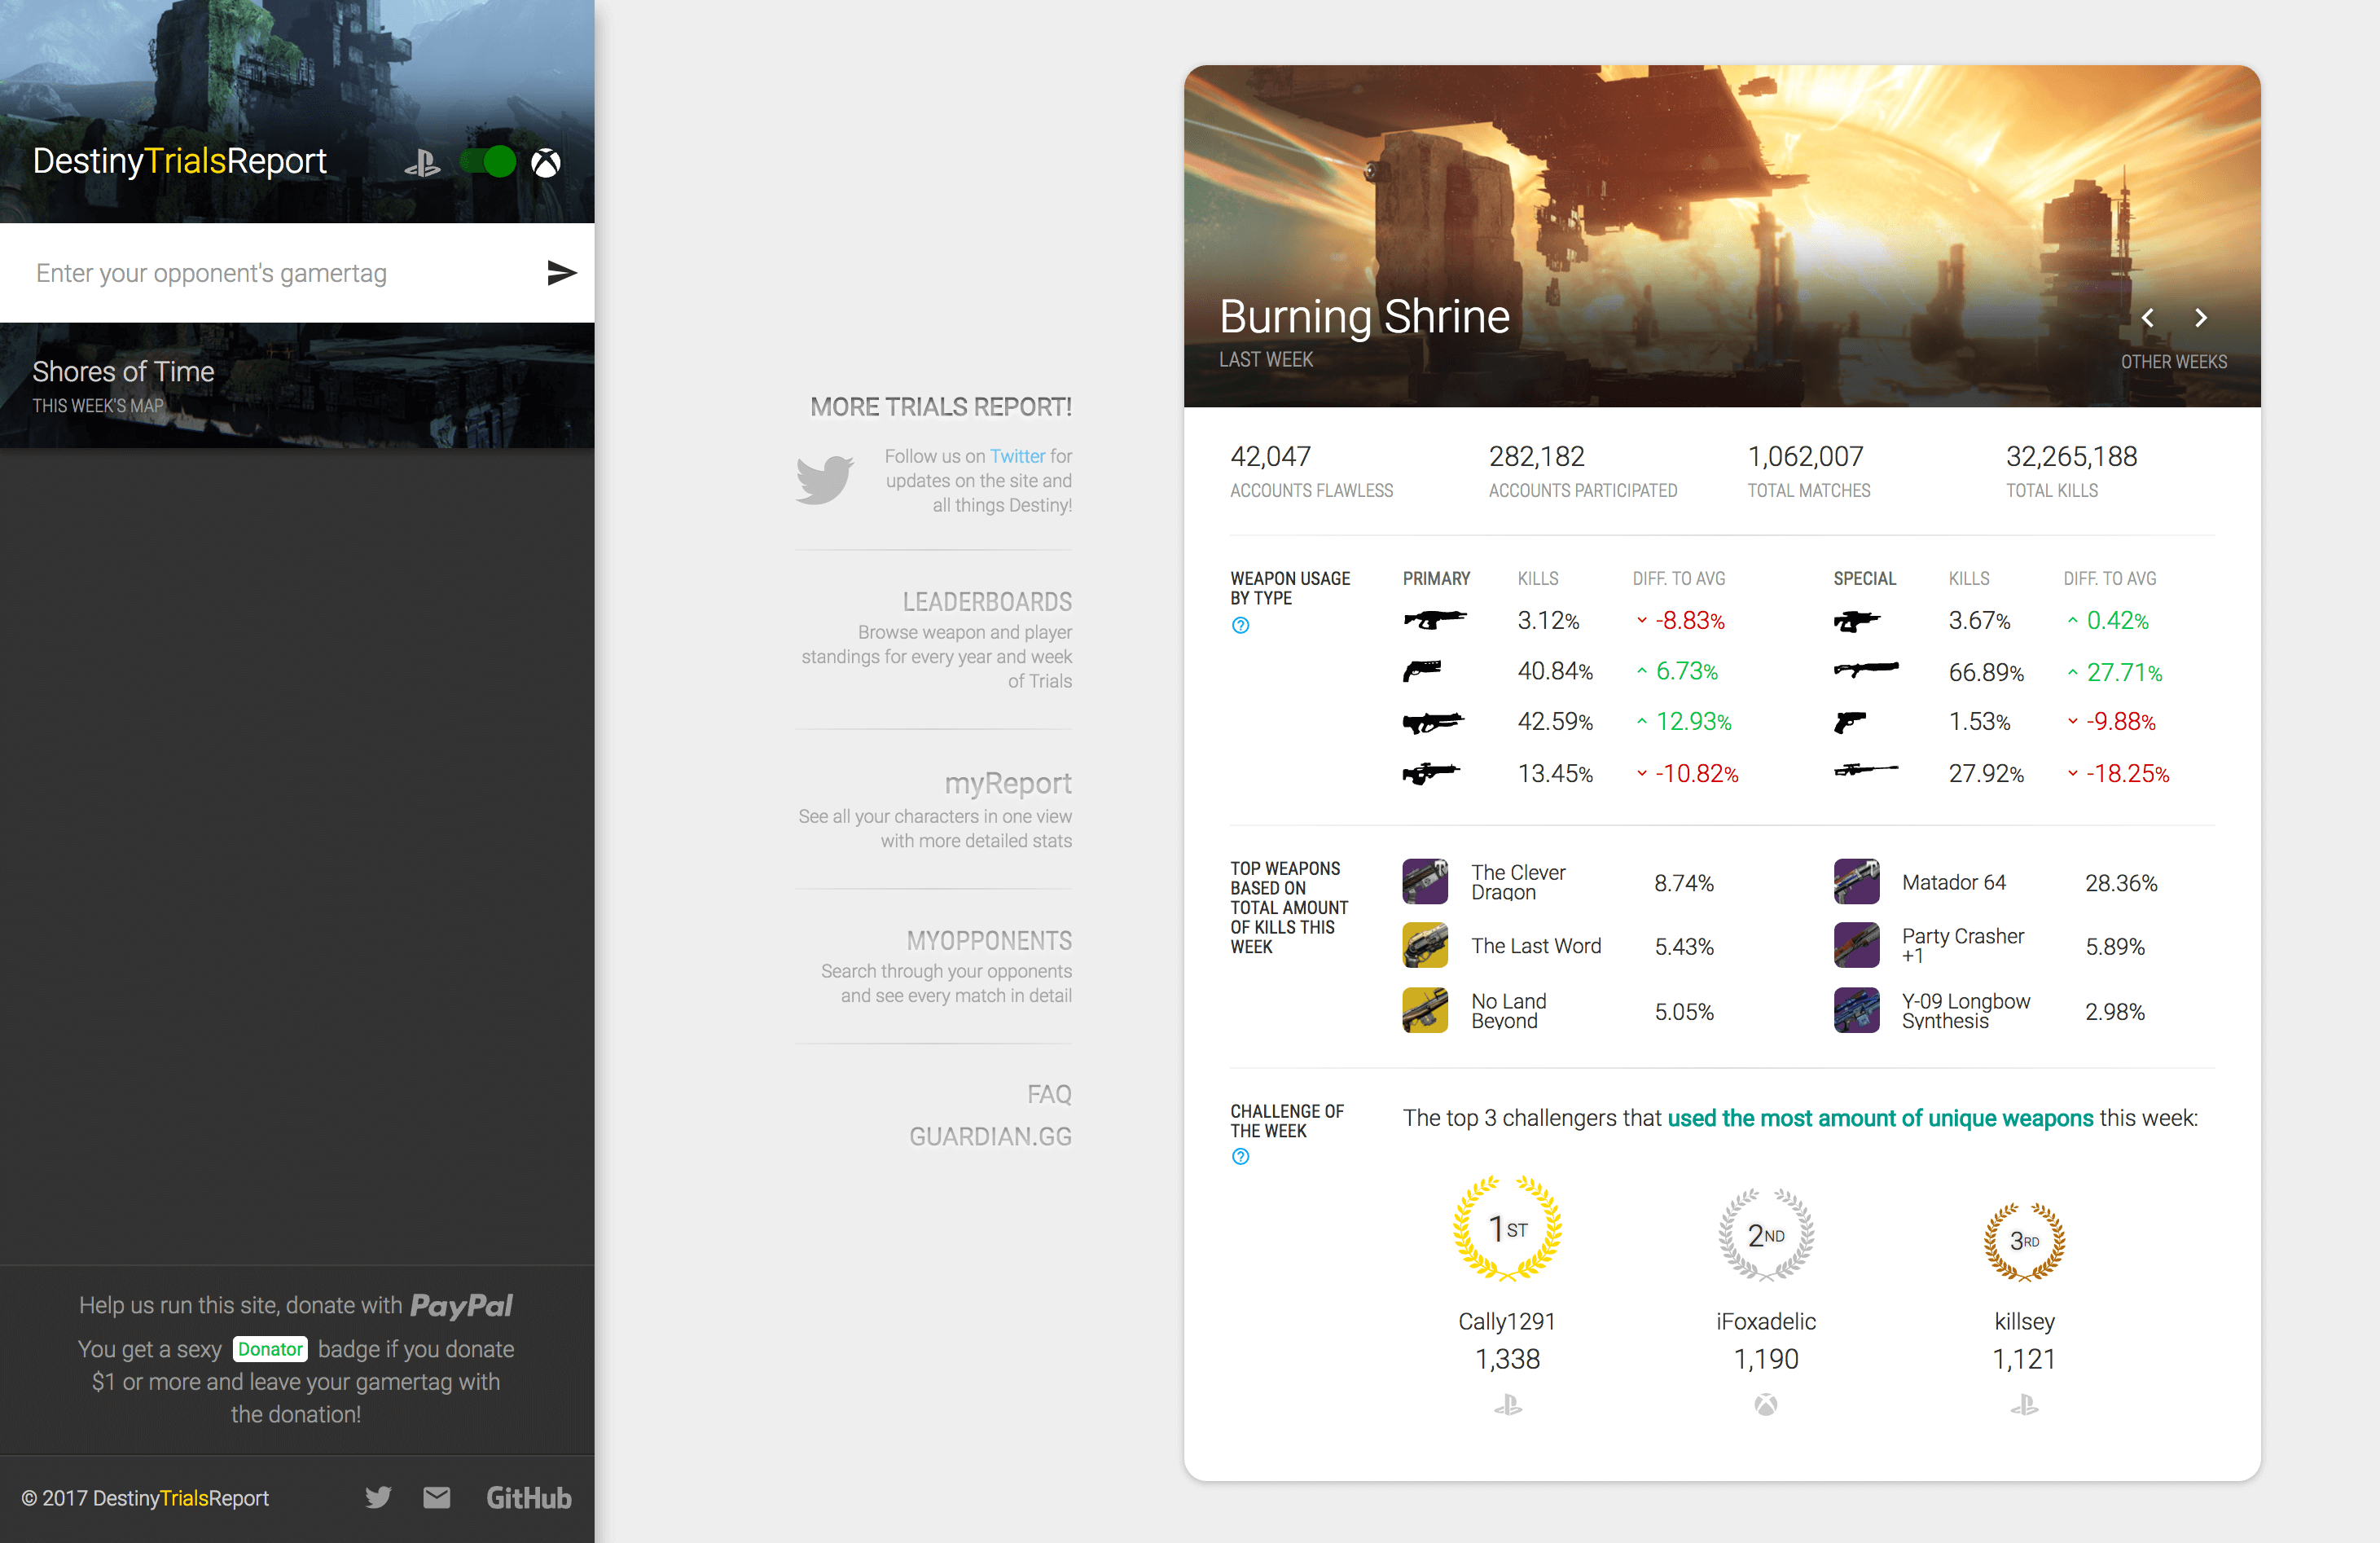 DestinyTrialsReport
Enter your opponent's gamertag
Shores of Time
THIS WEEK'S MAP
Help us run this site, donate with PayPal
You get a sexy Donator badge if you donate
$1 or more and leave your gamertag with
the donation!
© 2017 DestinyTrialsReport
GitHub
MORE TRIALS REPORT!
Follow us on Twitter for
updates on the site and
all things Destiny!
LEADERBOARDS
Browse weapon and player
standings for every year and week
of Trials
myReport
See all your characters in one view
with more detailed stats
MYOPPONENTS
Search through your opponents
and see every match in detail
FAQ
GUARDIAN.GG
Burning Shrine
LAST WEEK
OTHER WEEKS
42,047 282,182 1,062,007 32,265,188
ACCOUNTS FLAWLESS ACCOUNTS PARTICIPATED TOTAL MATCHES TOTAL KILLS
WEAPON USAGE
BY TYPE
PRIMARY KILLS DIFF. TO AVG
3.12% -8.83%
40.84% 6.73%
42.59% 12.93%
13.45% -10.82%
SPECIAL KILLS DIFF. TO AVG
3.67% 0.42%
66.89% 27.71%
1.53% -9.88%
27.92% -18.25%
TOP WEAPONS
BASED ON
TOTAL AMOUNT
OF KILLS THIS
WEEK
The Clever
Dragon
8.74%
The Last Word 5.43%
No Land
Beyond
5.05%
Matador 64 28.36%
Party Crasher
+1
5.89%
Y-09 Longbow
Synthesis
2.98%
CHALLENGE OF
THE WEEK
The top 3 challengers that used the most amount of unique weapons this week:
1ST 2ND 3RD
Cally1291 iFoxadelic killsey
1,338 1,190 1,121